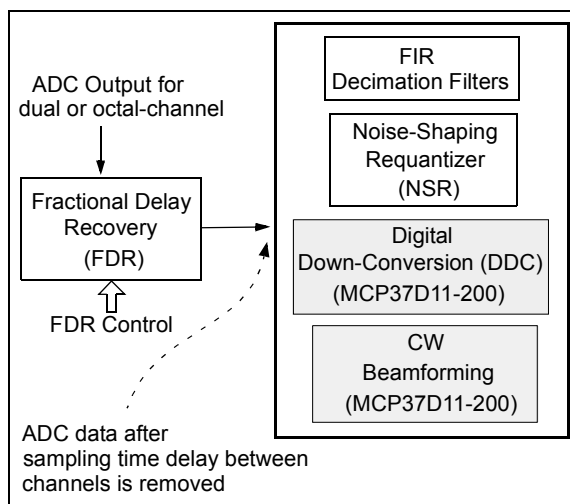 ADC Output for
dual or octal-channel
Fractional Delay
Recovery
(FDR)
FDR Control
ADC data after
sampling time delay between
channels is removed
FIR
Decimation Filters
Noise-Shaping
Requantizer
(NSR)
Digital
Down-Conversion (DDC)
(MCP37D11-200)
CW
Beamforming
(MCP37D11-200)